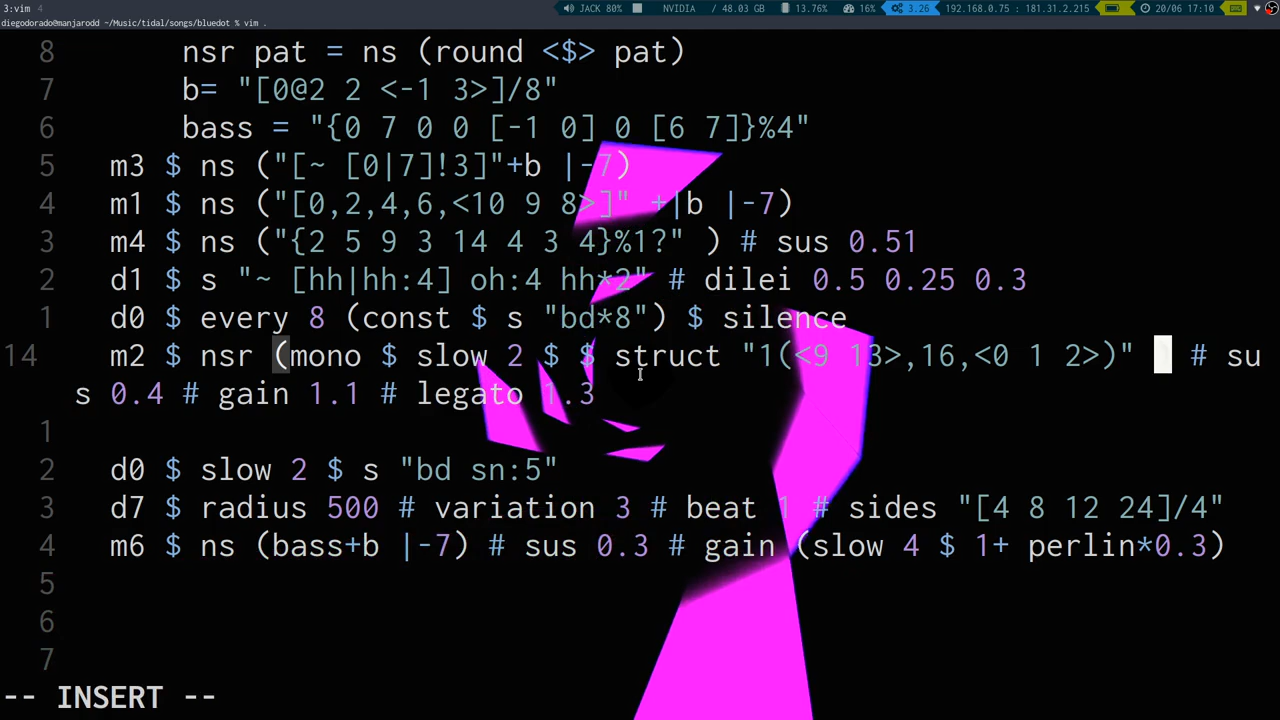 3:vim 4 JACK 80% NVIDIA / 48.03 GB 13.76% 16% 3.26 192.168.0.75 · 181.31.2.215 20/06 17:10
diegodorado@manjarodd ~/Music/tidal/songs/bluedot % vim .
8 nsr pat = ns (round <$> pat)
7 b= "[0@2 2 <-1 3>]/8"
6 bass = "{0 7 0 0 [-1 0] 0 [6 7]}%4"
5 m3 $ ns ("[~ [0|7]!3]"+b |-7)
4 m1 $ ns ("[0,2,4,6,<10 9 8>]" +|b |-7)
3 m4 $ ns ("{2 5 9 3 14 4 3 4}%1?" ) # sus 0.51
2 d1 $ s "~ [hh|hh:4] oh:4 hh*2" # dilei 0.5 0.25 0.3
1 d0 $ every 8 (const $ s "bd*8") $ silence
14 m2 $ nsr (mono $ slow 2 $ $ struct "1(<9 13>,16,<0 1 2>)" ) # su
s 0.4 # gain 1.1 # legato 1.3
1
2 d0 $ slow 2 $ s "bd sn:5"
3 d7 $ radius 500 # variation 3 # beat 1 # sides "[4 8 12 24]/4"
4 m6 $ ns (bass+b |-7) # sus 0.3 # gain (slow 4 $ 1+ perlin*0.3)
5
6
7
-- INSERT --